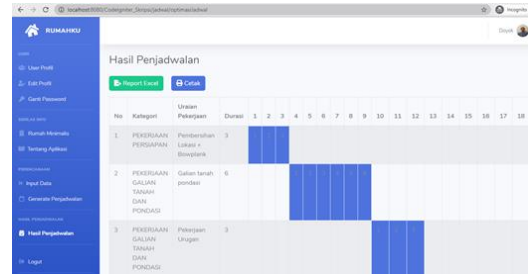 localhost:8080/CodeIgniter_Skripsi/jadwal/optimasi/jadwal
Incognito
RUMAHKU
Depok
USER
User Profil
Edit Profil
Ganti Password
Rumah Minimalis
Tentang Aplikasi
Input Data
Generate Penjadwalan
HASIL PENJADWALAN
Hasil Penjadwalan
Logout
Hasil Penjadwalan
Report Excel
Cetak
No Kategori Uraian Pekerjaan Durasi 1 2 3 4 5 6 7 8 9 10 11 12 13 14 15 16 17 18
1 PEKERJAAN PERSIAPAN Pembersihan Lokasi + Bowplank 3
2 PEKERJAAN GALIAN TANAH DAN PONDASI Galian tanah pondasi 6
3 PEKERJAAN GALIAN TANAH DAN PONDASI Pekerjaan Urugan 3